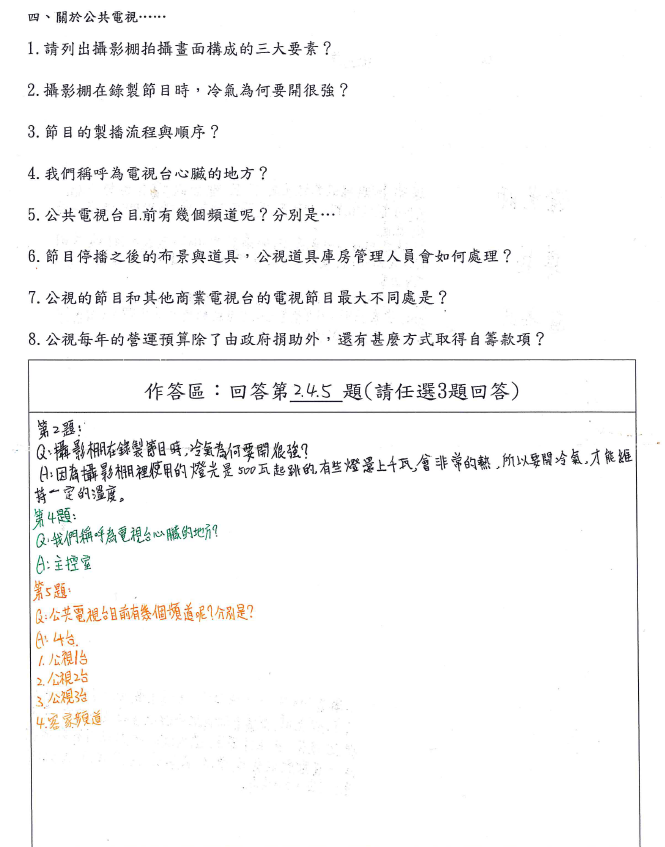 四、關於公共電視⋯⋯
1.請列出攝影棚拍攝畫面構成的三大要素？
2.攝影棚在錄製節目時，冷氣為何要開很強？
3.節目的製播流程與順序？
4.我們稱呼為電視台心臟的地方？
5.公共電視台目前有幾個頻道呢？分別是⋯
6.節目停播之後的布景與道具，公視道具庫房管理人員會如何處理？
7.公視的節目和其他商業電視台的電視節目最大不同處是？
8.公視每年的營運預算除了由政府捐助外，還有甚麼方式取得自籌款項？
作答區：回答第2.4.5題(請任選3題回答)
第2題：
Q：攝影棚在錄製節目時，冷氣為何要開很強？
A：因為攝影棚裡使用的燈光是500瓦起跳的，有些燈還上千瓦，會非常的熱，所以要開冷氣，才能維
持一定的溫度。
第4題：
Q：我們稱呼為電視台心臟的地方？
A：主控室
第5題：
Q：公共電視台目前有幾個頻道呢？分別是？
A：4台.
1.公視1台
2.公視2台
3.公視3台
4.客家頻道